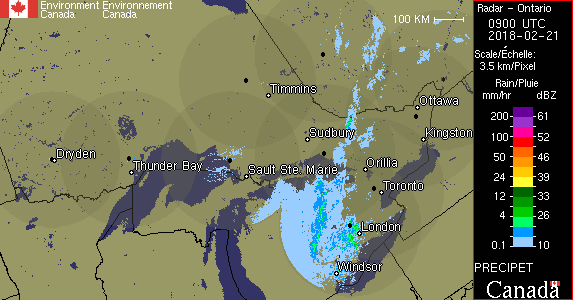 Environment Environnement
Canada Canada
100 KM
Timmins
Ottawa
Sudbury
Kingston
Dryden
Thunder Bay
Sault Ste. Marie
Orillia
Toronto
London
Windsor
Radar - Ontario
0900 UTC
2018-02-21
Scale/Échelle:
3.5 km/Pixel
Rain/Pluie
mm/hr dBZ
200 61
100 52
50 46
24 39
12 33
4 26
0.1 10
PRECIPET
Canada